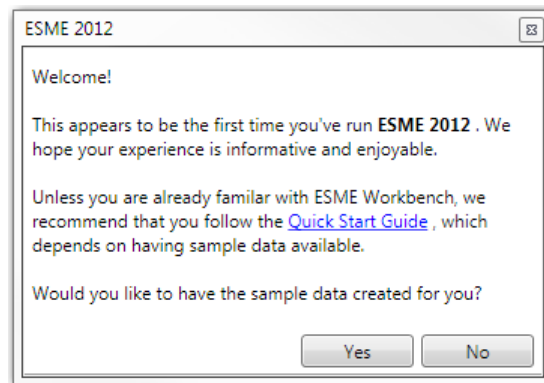 ESME 2012
Welcome!
This appears to be the first time you've run ESME 2012 . We
hope your experience is informative and enjoyable.
Unless you are already familar with ESME Workbench, we
recommend that you follow the Quick Start Guide , which
depends on having sample data available.
Would you like to have the sample data created for you?
Yes No